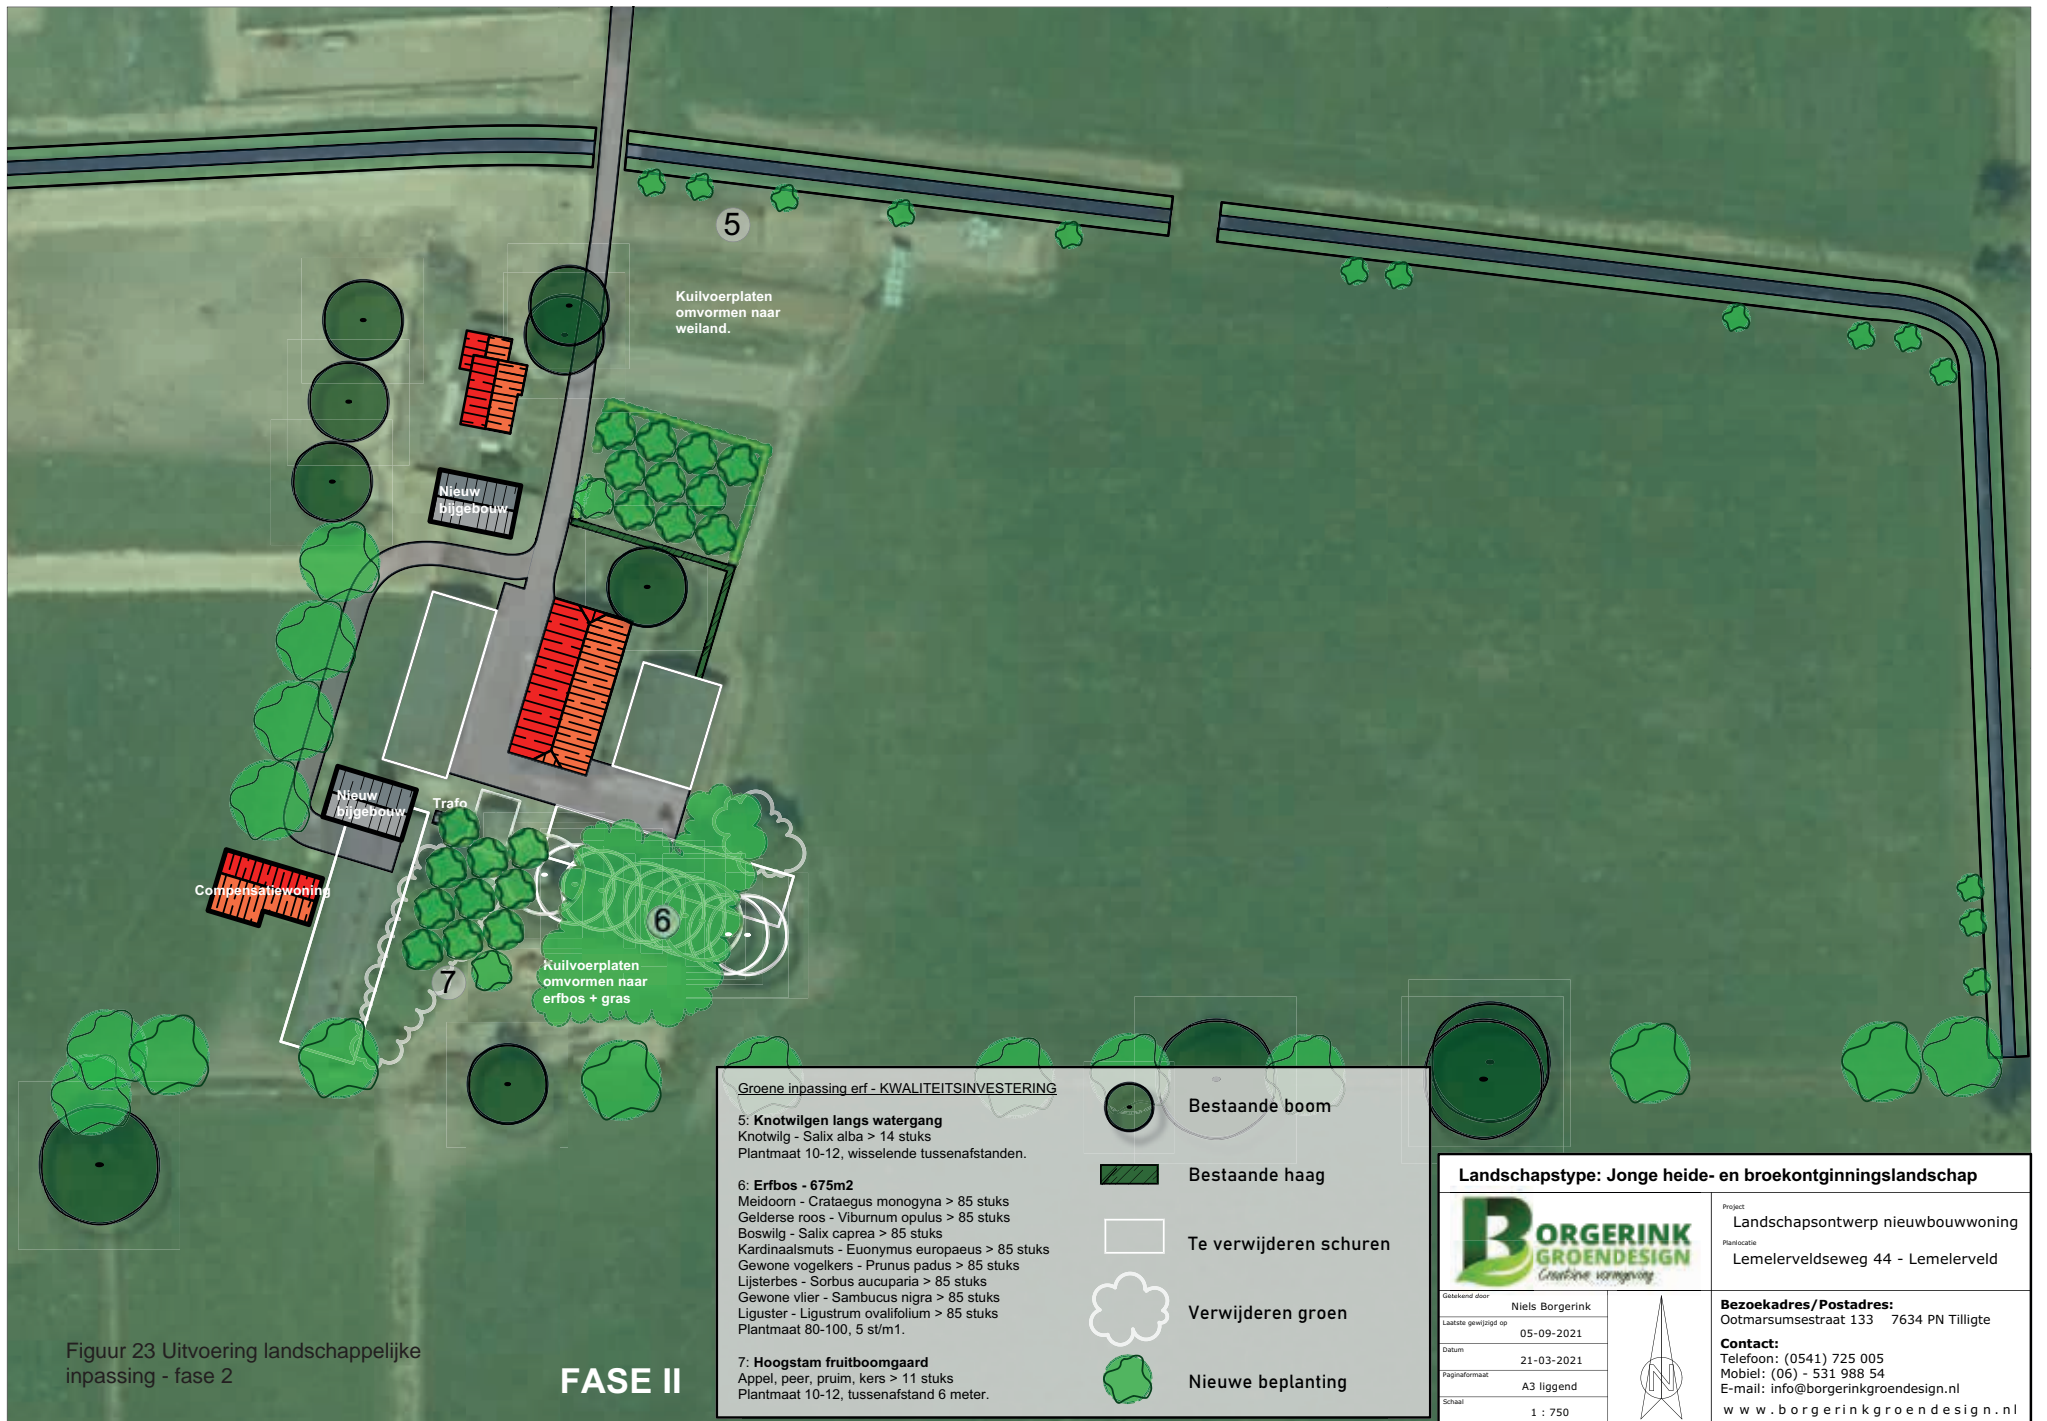 5
Kuilvoerplaten
omvormen naar
weiland.
Nieuw
bijgebouw
Nieuw
bijgebouw
Trafo
Compensatiewoning
6
7
Kuilvoerplaten
omvormen naar
erfbos + gras
Figuur 23 Uitvoering landschappelijke
inpassing - fase 2
FASE II
Groene inpassing erf - KWALITEITSINVESTERING
5: Knotwilgen langs watergang
Knotwilg - Salix alba > 14 stuks
Plantmaat 10-12, wisselende tussenafstanden.
6: Erfbos - 675m2
Meidoorn - Crataegus monogyna > 85 stuks
Gelderse roos - Viburnum opulus > 85 stuks
Boswilg - Salix caprea > 85 stuks
Kardinaalsmuts - Euonymus europaeus > 85 stuks
Gewone vogelkers - Prunus padus > 85 stuks
Lijsterbes - Sorbus aucuparia > 85 stuks
Gewone vlier - Sambucus nigra > 85 stuks
Liguster - Ligustrum ovalifolium > 85 stuks
Plantmaat 80-100, 5 st/m1.
7: Hoogstam fruitboomgaard
Appel, peer, pruim, kers > 11 stuks
Plantmaat 10-12, tussenafstand 6 meter.
Bestaande boom
Bestaande haag
Te verwijderen schuren
Verwijderen groen
Nieuwe beplanting
Landschapstype: Jonge heide- en broekontginningslandschap
BORGERINK
GROENDESIGN
Creatieve vormgeving
Project
Landschapsontwerp nieuwbouwwoning
Planlocatie
Lemelerveldseweg 44 - Lemelerveld
Getekend door
Niels Borgerink
Laatste gewijzigd op
05-09-2021
Datum
21-03-2021
Paginaformaat
A3 liggend
Schaal
1 : 750
N
Bezoekadres/Postadres:
Ootmarsumsestraat 133 7634 PN Tilligte
Contact:
Telefoon: (0541) 725 005
Mobiel: (06) - 531 988 54
E-mail: info@borgerinkgroendesign.nl
www.borgerinkgroendesign.nl